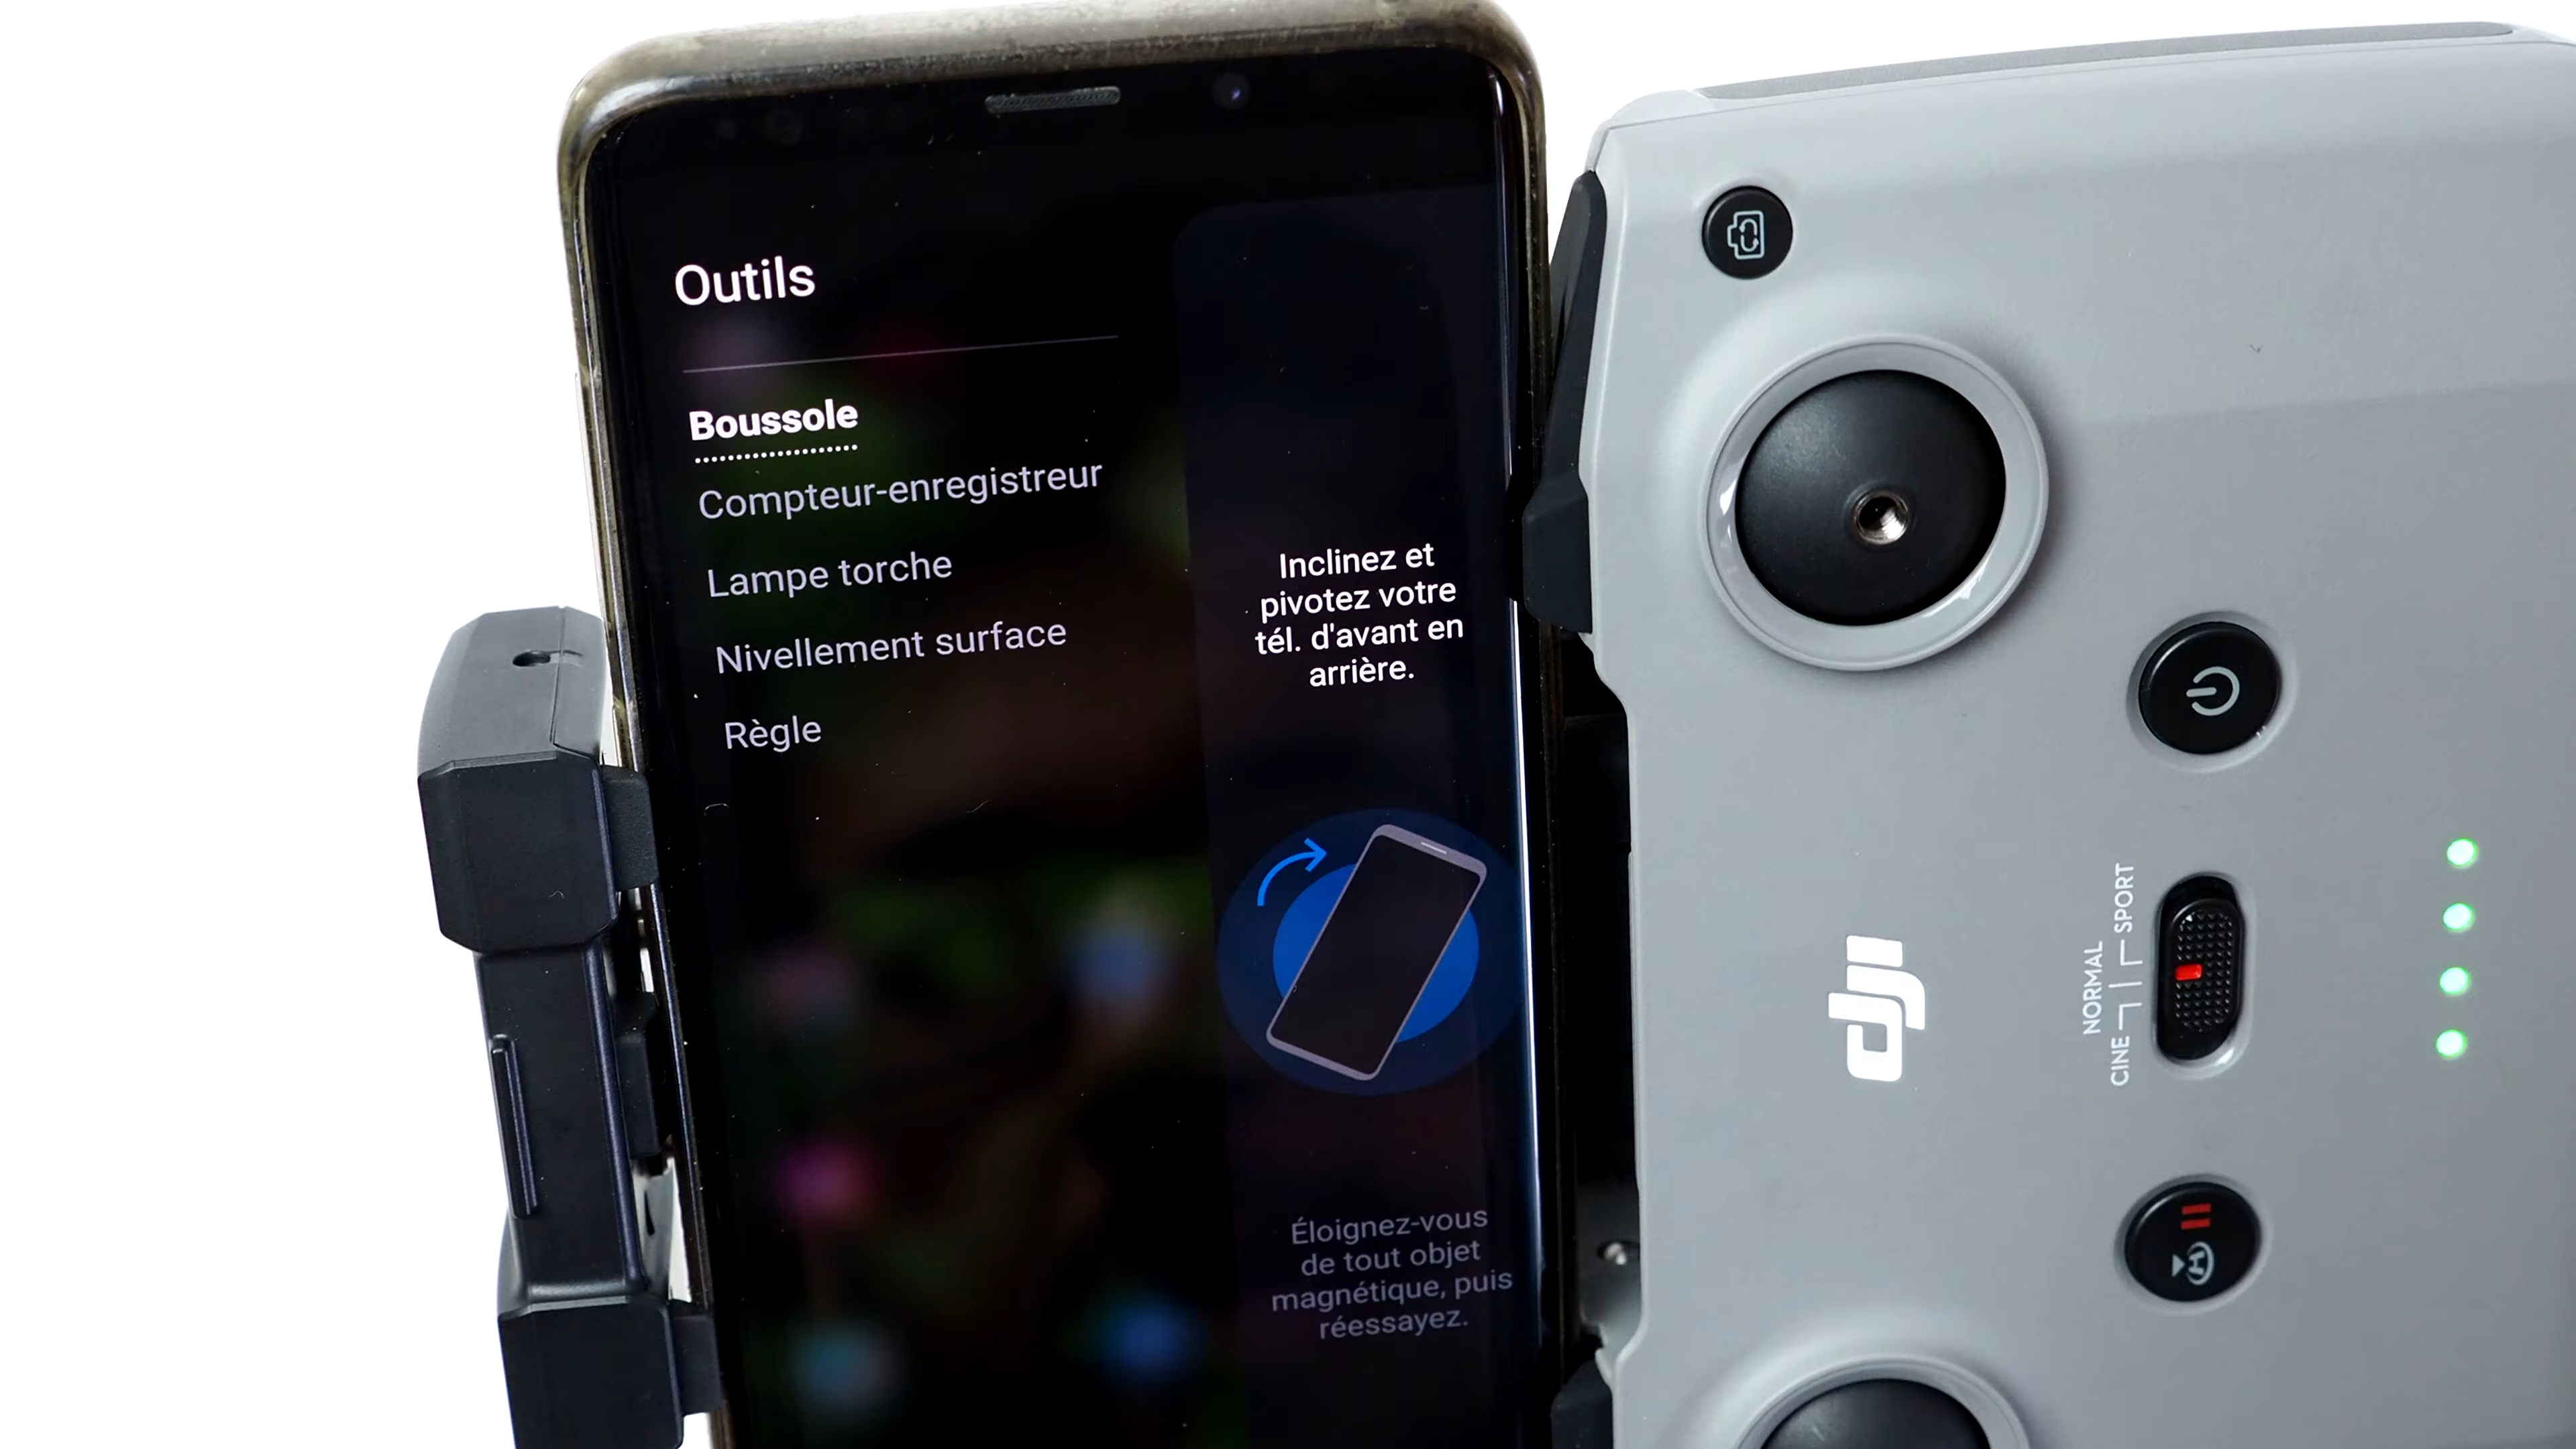 Outils
Boussole
Compteur-enregistreur
Lampe torche
Nivellement surface
Règle
Inclinez et
pivotez votre
tél. d'avant en
arrière.
Éloignez-vous
de tout objet
magnétique, puis
réessayez.
dji
CINE
NORMAL
SPORT
H